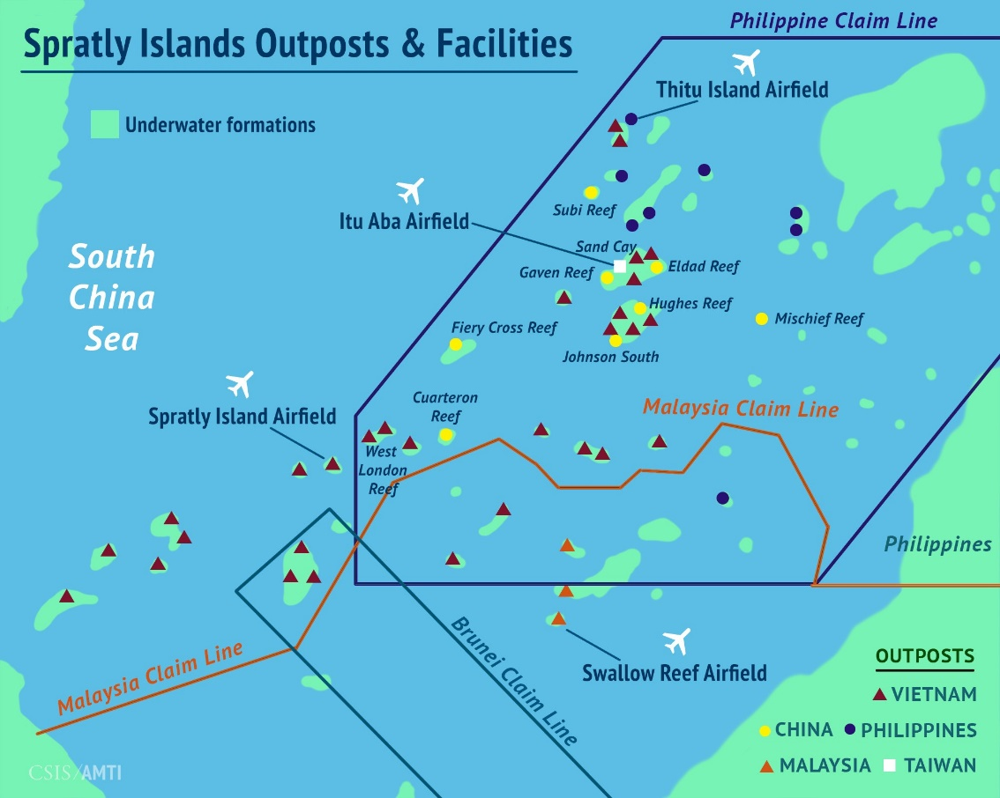 Philippine Claim Line
Spratly Islands Outposts & Facilities
Thitu Island Airfield
Underwater formations
Subi Reef
Itu Aba Airfield
Sand Cay
South
China
Sea
Gaven Reef
Eldad Reef
Hughes Reef
Mischief Reef
Fiery Cross Reef
Johnson South
Cuarteron
Reef
Malaysia Claim Line
Spratly Island Airfield
West
London
Reef
Philippines
Brunei Claim Line
Malaysia Claim Line
Swallow Reef Airfield
OUTPOSTS
VIETNAM
CHINA
PHILIPPINES
MALAYSIA
TAIWAN
CSIS/AMTI